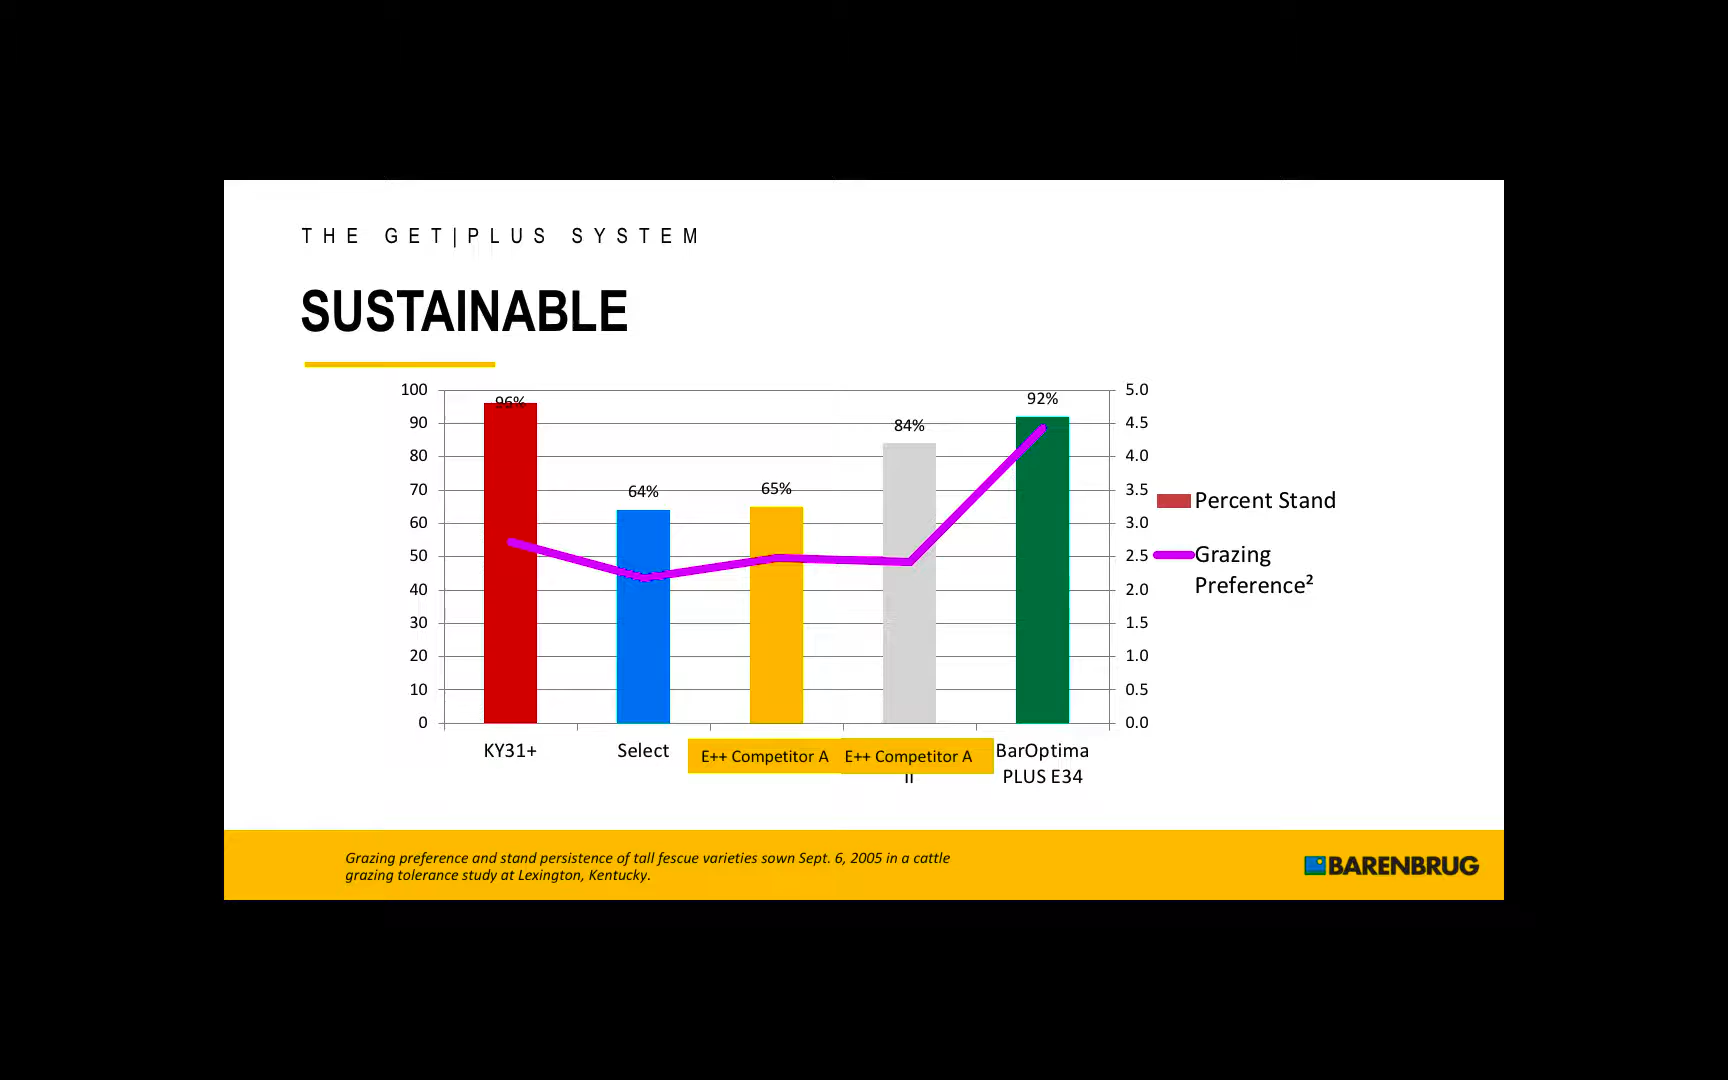 THE GET|PLUS SYSTEM
SUSTAINABLE
100
90
80
70
60
50
40
30
20
10
0
96%
64%
65%
84%
92%
5.0
4.5
4.0
3.5
3.0
2.5
2.0
1.5
1.0
0.5
0.0
Percent Stand
Grazing
Preference²
KY31+
Select
E++ Competitor A
E++ Competitor A
II
BarOptima
PLUS E34
Grazing preference and stand persistence of tall fescue varieties sown Sept. 6, 2005 in a cattle
grazing tolerance study at Lexington, Kentucky.
BARENBRUG